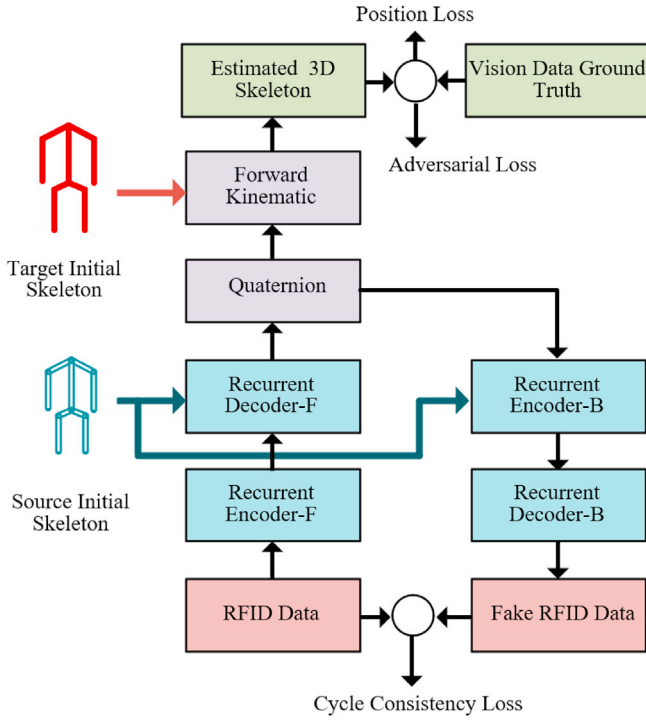 Position Loss
Estimated 3D
Skeleton
Vision Data Ground
Truth
Adversarial Loss
Forward
Kinematic
Target Initial
Skeleton
Quaternion
Recurrent
Decoder-F
Recurrent
Encoder-B
Source Initial
Skeleton
Recurrent
Encoder-F
Recurrent
Decoder-B
RFID Data
Fake RFID Data
Cycle Consistency Loss